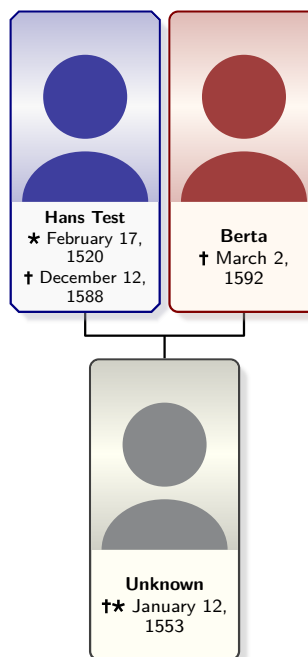 Hans Test
★ February 17,
1520
† December 12,
1588
Berta
† March 2,
1592
Unknown
†★ January 12,
1553